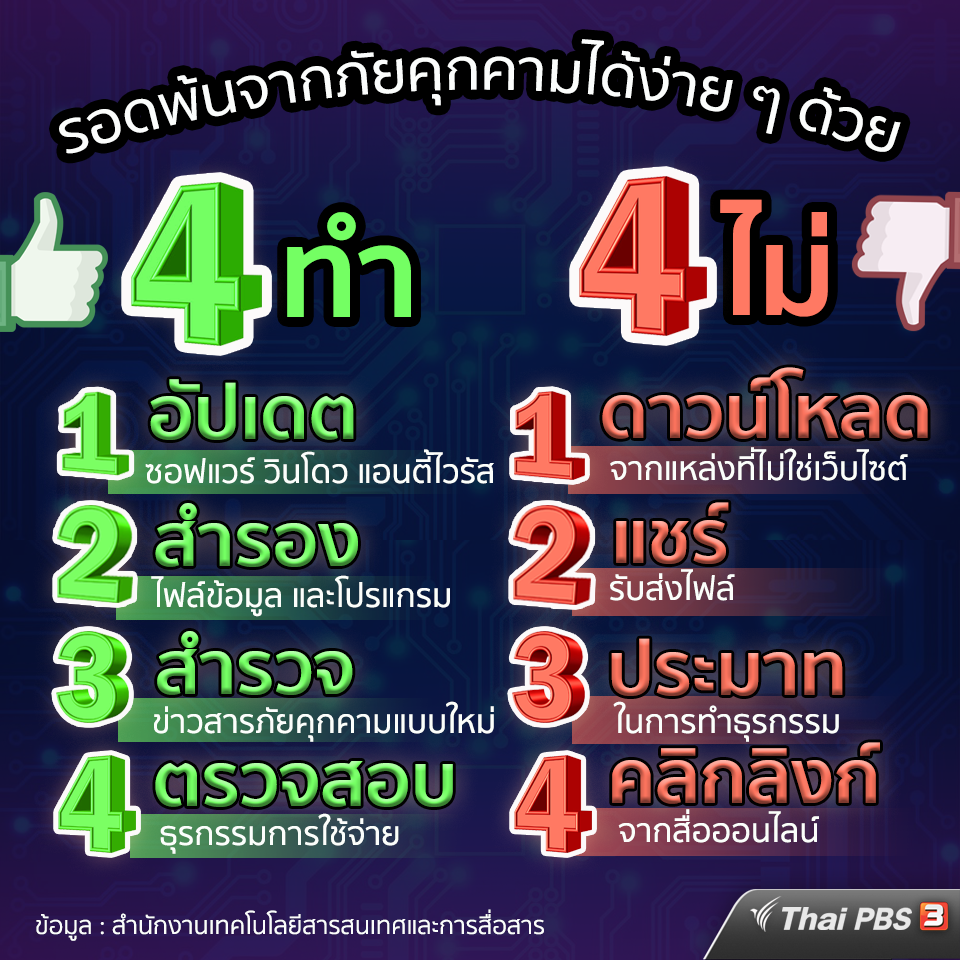 รอดพ้นจากภัยคุกคามได้ง่าย ๆ ด้วย
4 ทำ
1 อัปเดต
ซอฟแวร์ วินโดว แอนตี้ไวรัส
2 สำรอง
ไฟล์ข้อมูล และโปรแกรม
3 สำรวจ
ข่าวสารภัยคุกคามแบบใหม่
4 ตรวจสอบ
ธุรกรรมการใช้จ่าย
4 ไม่
1 ดาวน์โหลด
จากแหล่งที่ไม่ใช่เว็บไซต์
2 แชร์
รับส่งไฟล์
3 ประมาท
ในการทำธุรกรรม
4 คลิกลิงก์
จากสื่อออนไลน์
ข้อมูล : สำนักงานเทคโนโลยีสารสนเทศและการสื่อสาร
Thai PBS 3